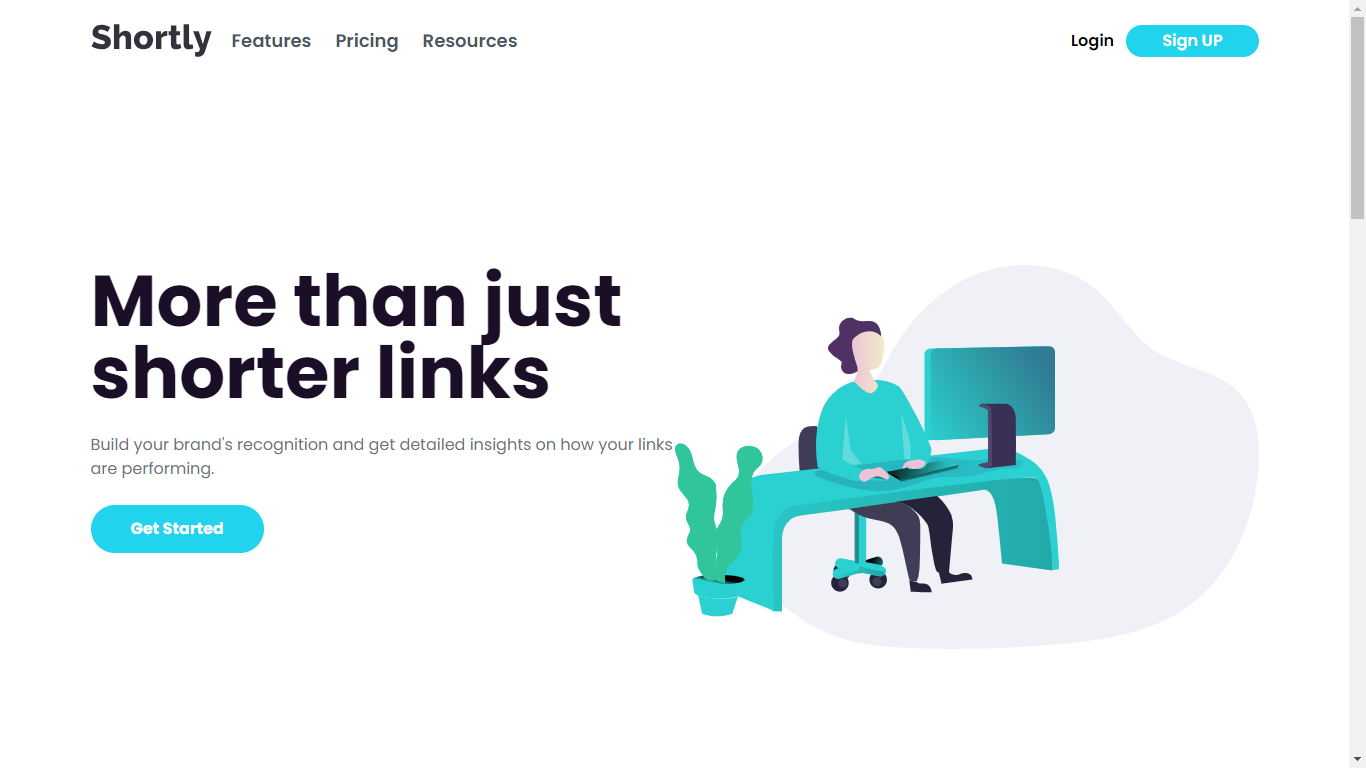 Shortly Features Pricing Resources Login Sign UP
More than just
shorter links
Build your brand's recognition and get detailed insights on how your links
are performing.
Get Started